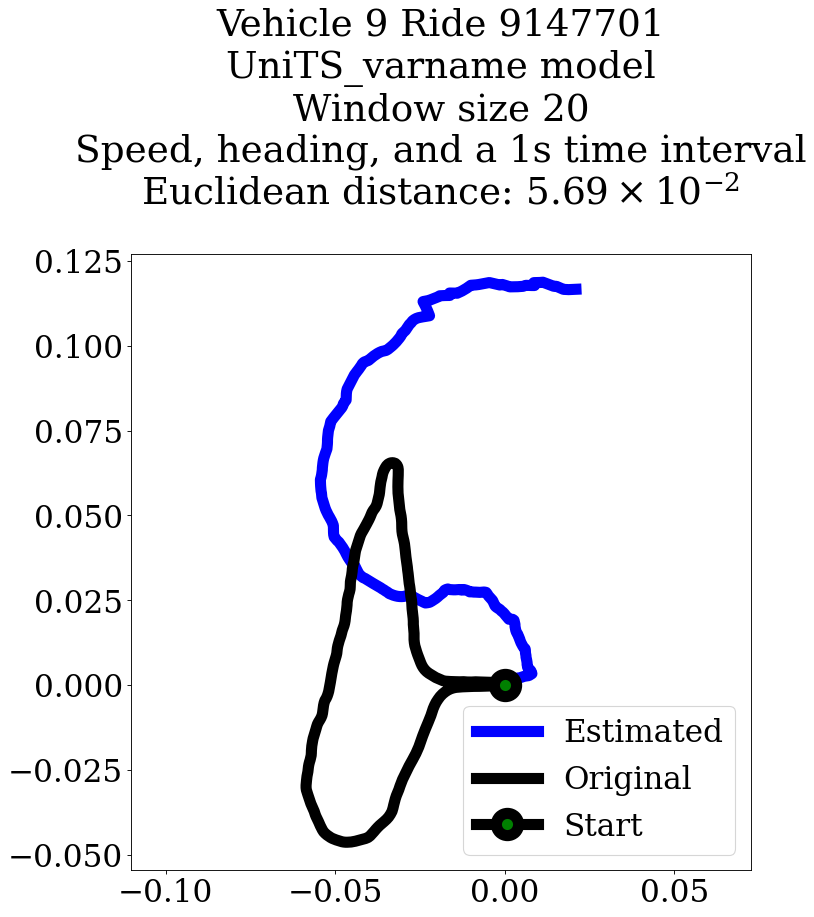 Vehicle 9 Ride 9147701
UniTS_varname model
Window size 20
Speed, heading, and a 1s time interval
Euclidean distance: 5.69 × 10⁻²
0.125
0.100
0.075
0.050
0.025
0.000
−0.025
−0.050
Estimated
Original
Start
−0.10
−0.05
0.00
0.05